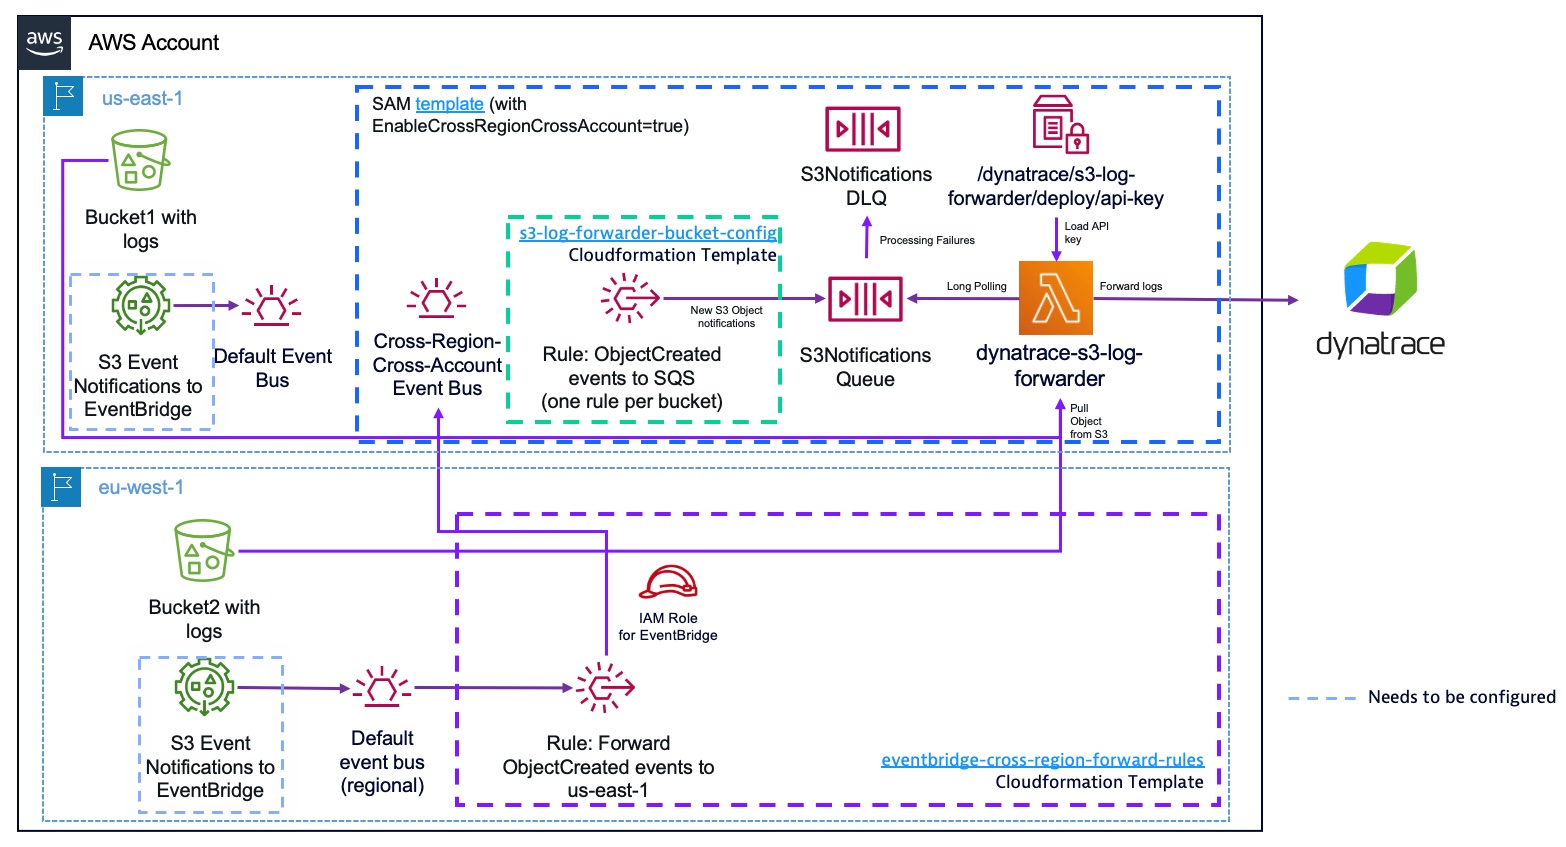 aws
AWS Account
us-east-1
SAM template (with
EnableCrossRegionCrossAccount=true)
Bucket1 with
logs
S3 Event
Notifications to
EventBridge
Default Event
Bus
Cross-Region-
Cross-Account
Event Bus
s3-log-forwarder-bucket-config
Cloudformation Template
Rule: ObjectCreated
events to SQS
(one rule per bucket)
New S3 Object
notifications
S3Notifications
DLQ
Processing Failures
S3Notifications
Queue
/dynatrace/s3-log-
forwarder/deploy/api-key
Load API
key
Long Polling
Forward logs
dynatrace-s3-log-
forwarder
Pull
Object
from S3
dynatrace
eu-west-1
Bucket2 with
logs
S3 Event
Notifications to
EventBridge
Default
event bus
(regional)
IAM Role
for EventBridge
Rule: Forward
ObjectCreated events to
us-east-1
eventbridge-cross-region-forward-rules
Cloudformation Template
Needs to be configured